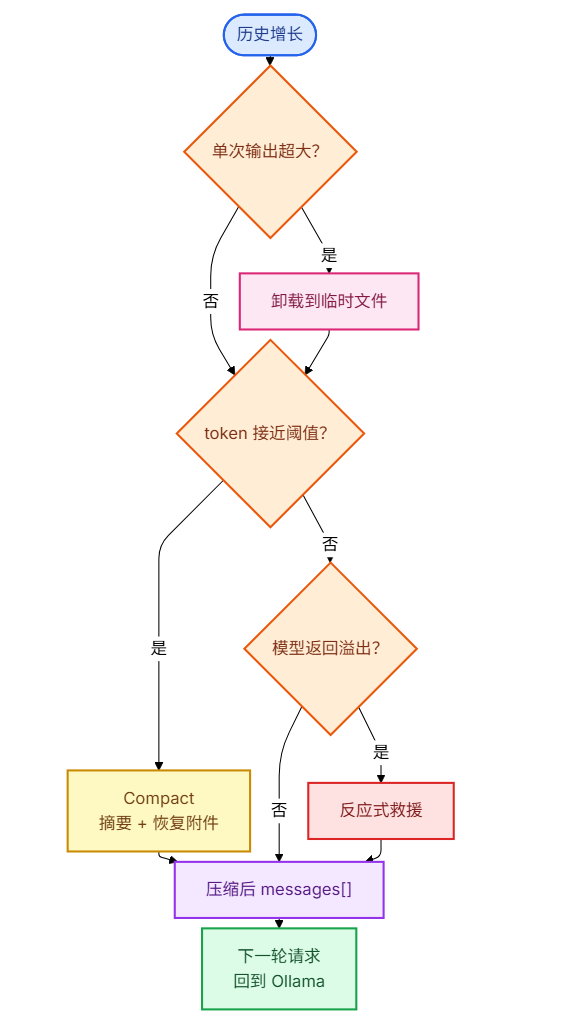 历史增长
单次输出超大?
是
否
卸载到临时文件
token 接近阈值?
否
是
模型返回溢出?
是
否
Compact
摘要 + 恢复附件
反应式救援
压缩后 messages[]
下一轮请求
回到 Ollama